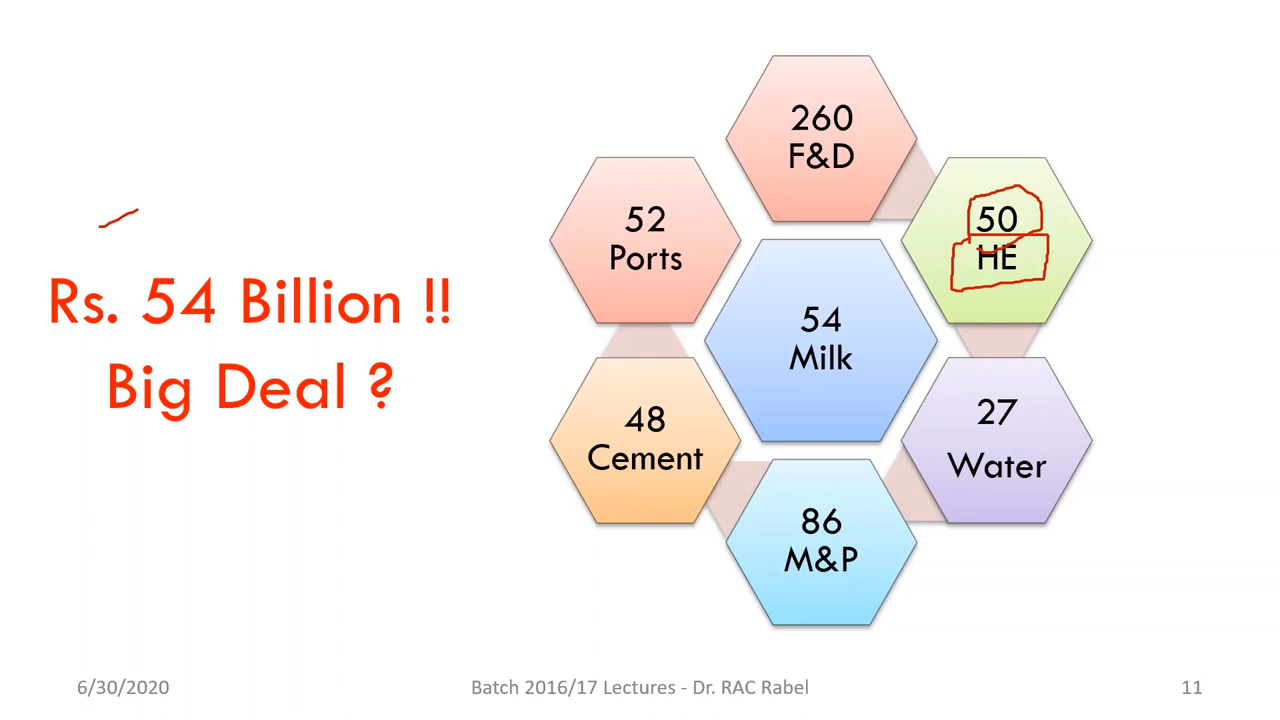 Rs. 54 Billion !!
Big Deal ?
260
F&D
52
Ports
50
HE
54
Milk
48
Cement
27
Water
86
M&P
6/30/2020
Batch 2016/17 Lectures - Dr. RAC Rabel
11